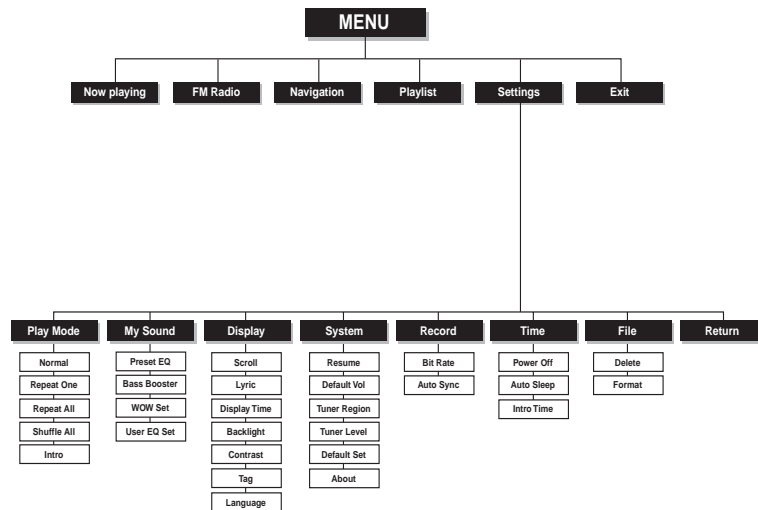 MENU
Now playing
FM Radio
Navigation
Playlist
Settings
Exit
Play Mode
My Sound
Display
System
Record
Time
File
Return
Normal
Repeat One
Repeat All
Shuffle All
Intro
Preset EQ
Bass Booster
WOW Set
User EQ Set
Scroll
Lyric
Display Time
Backlight
Contrast
Tag
Language
Resume
Default Vol
Tuner Region
Tuner Level
Default Set
About
Bit Rate
Auto Sync
Power Off
Auto Sleep
Intro Time
Delete
Format